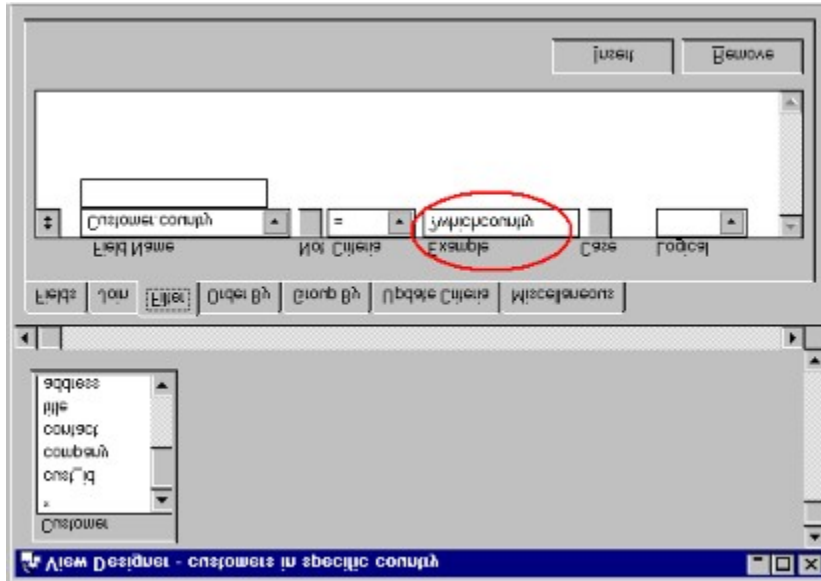 View Designer - customers in specific country
Customer
*
cust_id
company
contact
title
address
Fields Join Filter Order By Group By Update Criteria Miscellaneous
Field Name Not Criteria Example Case Logical
Customer.country = ?whichcountry
Insert Remove